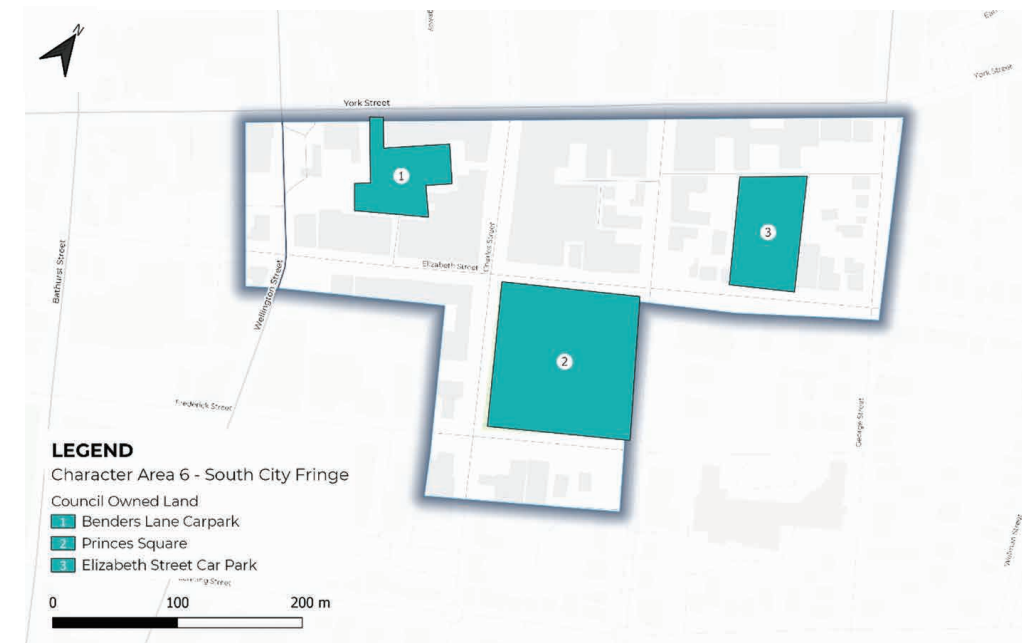 N
York Street
York Street
1
3
Charles Street
Elizabeth Street
Bathurst Street
Wellington Street
2
Frederick Street
George Street
LEGEND
Character Area 6 - South City Fringe
Council Owned Land
1 Benders Lane Carpark
2 Princes Square
3 Elizabeth Street Car Park
Street
0 100 200 m